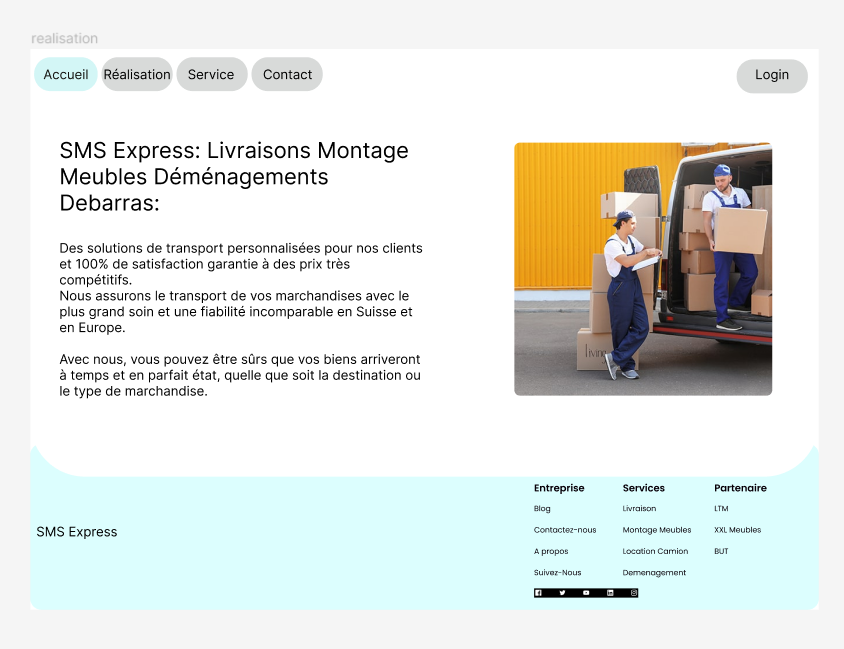 realisation
Accueil Réalisation Service Contact Login
SMS Express: Livraisons Montage
Meubles Déménagements
Debarras:
Des solutions de transport personnalisées pour nos clients
et 100% de satisfaction garantie à des prix très
compétitifs.
Nous assurons le transport de vos marchandises avec le
plus grand soin et une fiabilité incomparable en Suisse et
en Europe.
Avec nous, vous pouvez être sûrs que vos biens arriveront
à temps et en parfait état, quelle que soit la destination ou
le type de marchandise.
living
SMS Express
Entreprise Services Partenaire
Blog Livraison LTM
Contactez-nous Montage Meubles XXL Meubles
A propos Location Camion BUT
Suivez-Nous Demenagement